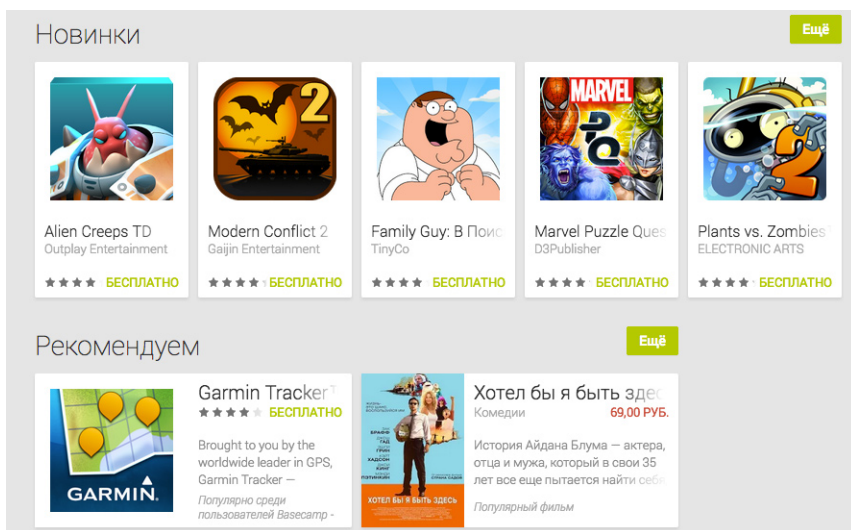 Новинки
Ещё
MARVEL
2
2
Alien Creeps TD
Outplay Entertainment
БЕСПЛАТНО
Modern Conflict 2
Gaijin Entertainment
БЕСПЛАТНО
Family Guy: В Поис
TinyCo
БЕСПЛАТНО
Marvel Puzzle Ques
D3Publisher
БЕСПЛАТНО
Plants vs. Zombies
ELECTRONIC ARTS
БЕСПЛАТНО
Рекомендуем
Ещё
GARMIN
Garmin Tracker
БЕСПЛАТНО
Brought to you by the
worldwide leader in GPS,
Garmin Tracker —
Популярно среди
пользователей Basecamp -
ХОТЕЛ БЫ Я БЫТЬ ЗДЕСЬ
Хотел бы я быть здес
Комедии
69,00 РУБ.
История Айдана Блума — актера,
отца и мужа, который в свои 35
лет все еще пытается найти себя
Популярный фильм